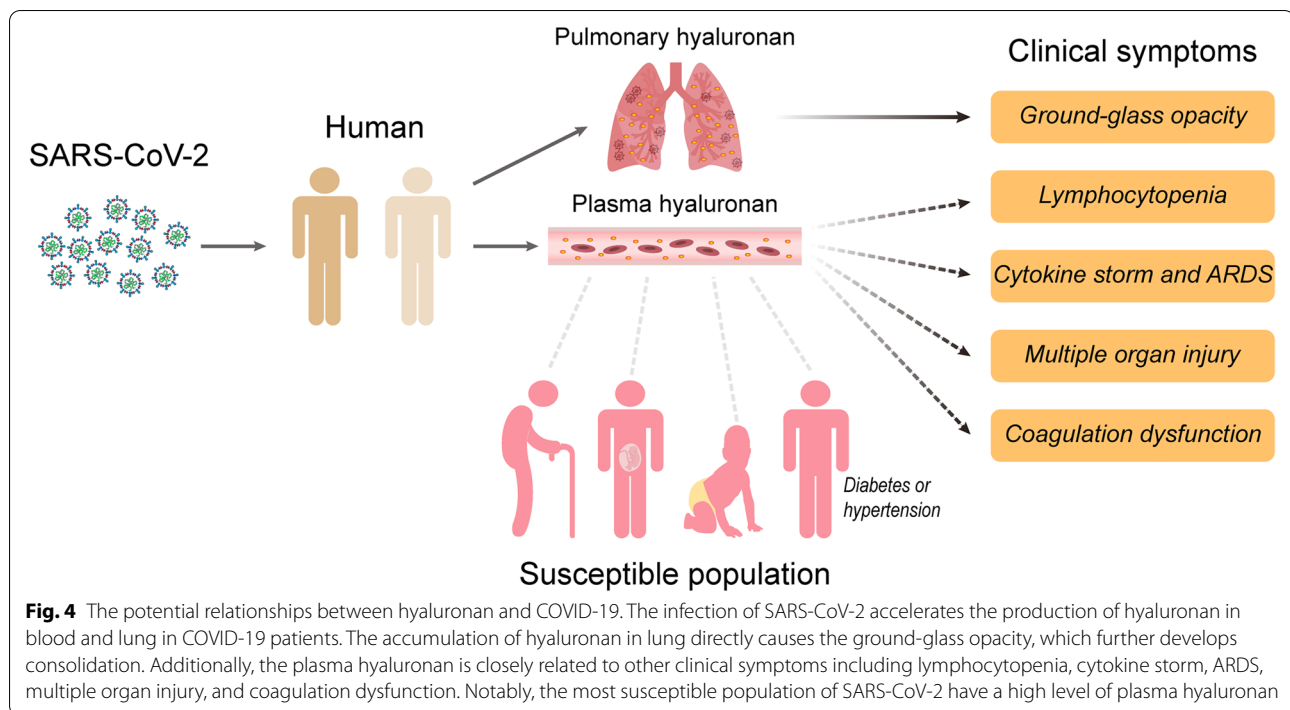 Pulmonary hyaluronan
Clinical symptoms
Human
SARS-CoV-2
Ground-glass opacity
Plasma hyaluronan
Lymphocytopenia
Cytokine storm and ARDS
Multiple organ injury
Coagulation dysfunction
Diabetes or
hypertension
Susceptible population
Fig. 4 The potential relationships between hyaluronan and COVID-19. The infection of SARS-CoV-2 accelerates the production of hyaluronan in
blood and lung in COVID-19 patients. The accumulation of hyaluronan in lung directly causes the ground-glass opacity, which further develops
consolidation. Additionally, the plasma hyaluronan is closely related to other clinical symptoms including lymphocytopenia, cytokine storm, ARDS,
multiple organ injury, and coagulation dysfunction. Notably, the most susceptible population of SARS-CoV-2 have a high level of plasma hyaluronan